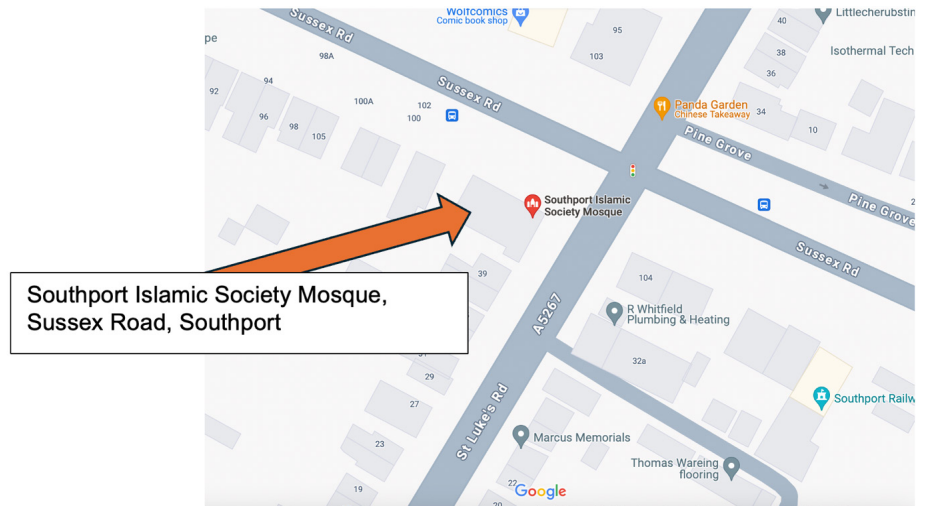 Wolfcomics
Comic book shop
Sussex Rd
95
103
40
Littlecherubstin
38
Isothermal Tech
36
pe
98A
94
92
100A
102
100
96
98
105
Sussex Rd
Panda Garden
Chinese Takeaway
34
10
Pine Grove
Southport Islamic
Society Mosque
Pine Grove
2
Sussex Rd
39
104
A5267
R Whitfield
Plumbing & Heating
Southport Islamic Society Mosque,
Sussex Road, Southport
32a
29
27
Southport Railw
St Luke's Rd
23
Marcus Memorials
Thomas Wareing
flooring
19
22
20
Google